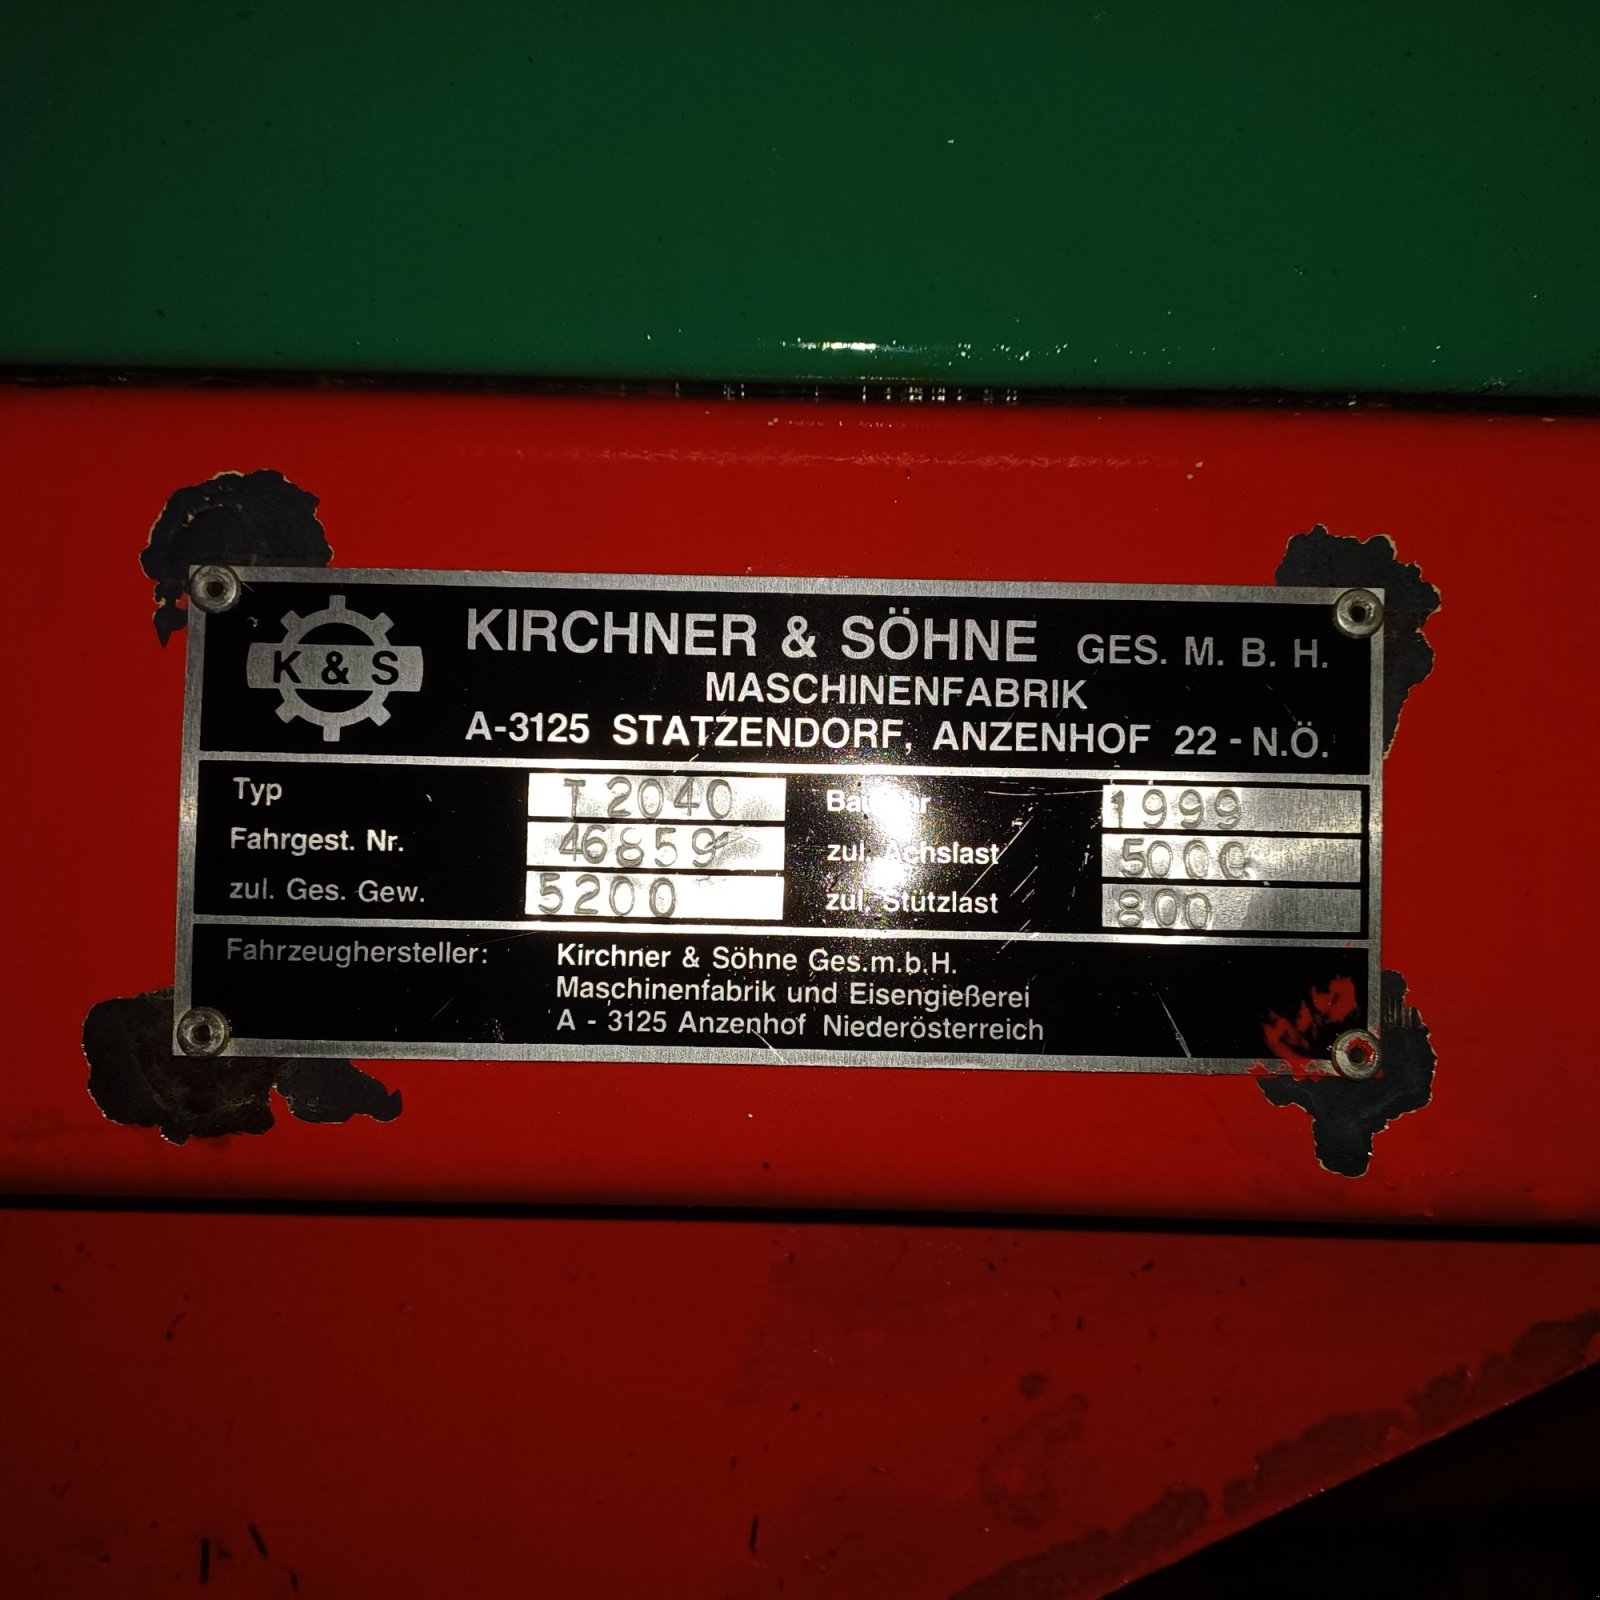 K & S
KIRCHNER & SÖHNE GES. M. B. H.
MASCHINENFABRIK
A-3125 STATZENDORF, ANZENHOF 22 - N.Ö.
Typ T 2040 1999
Fahrgest. Nr. 46859 zul. Achslast 5000
zul. Ges. Gew. 5200 zul. Stützlast 800
Fahrzeughersteller: Kirchner & Söhne Ges.m.b.H.
Maschinenfabrik und Eisengießerei
A - 3125 Anzenhof Niederösterreich